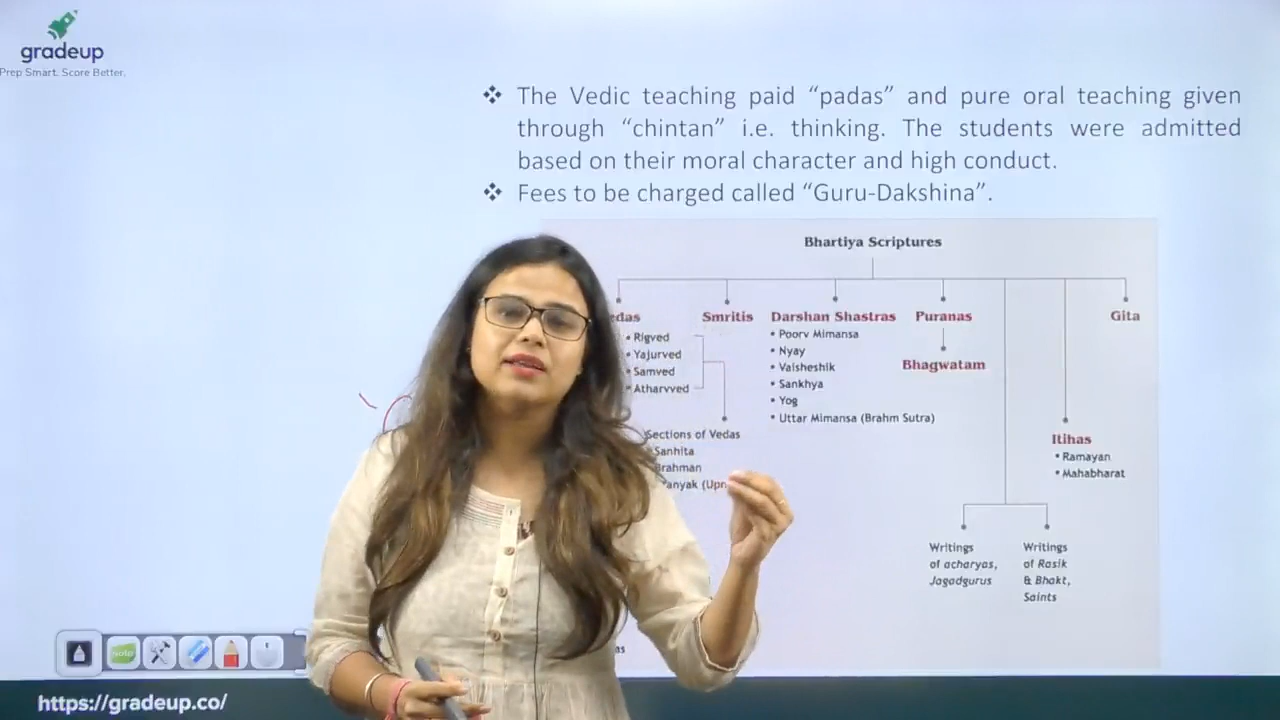 gradeup
Prep Smart. Score Better.
❖ The Vedic teaching paid “padas” and pure oral teaching given
through “chintan” i.e. thinking. The students were admitted
based on their moral character and high conduct.
❖ Fees to be charged called “Guru-Dakshina”.
Bhartiya Scriptures
edas
• Rigved
• Yajurved
• Samved
• Atharvved
Sections of Vedas
Sanhita
Brahman
anyak (Upn
Smritis
Darshan Shastras
• Poorv Mimansa
• Nyay
• Vaisheshik
• Sankhya
• Yog
• Uttar Mimansa (Brahm Sutra)
Puranas
Bhagwatam
Writings
of acharyas,
Jagadgurus
Writings
of Rasik
& Bhakt,
Saints
Itihas
• Ramayan
• Mahabharat
Gita
as
https://gradeup.co/